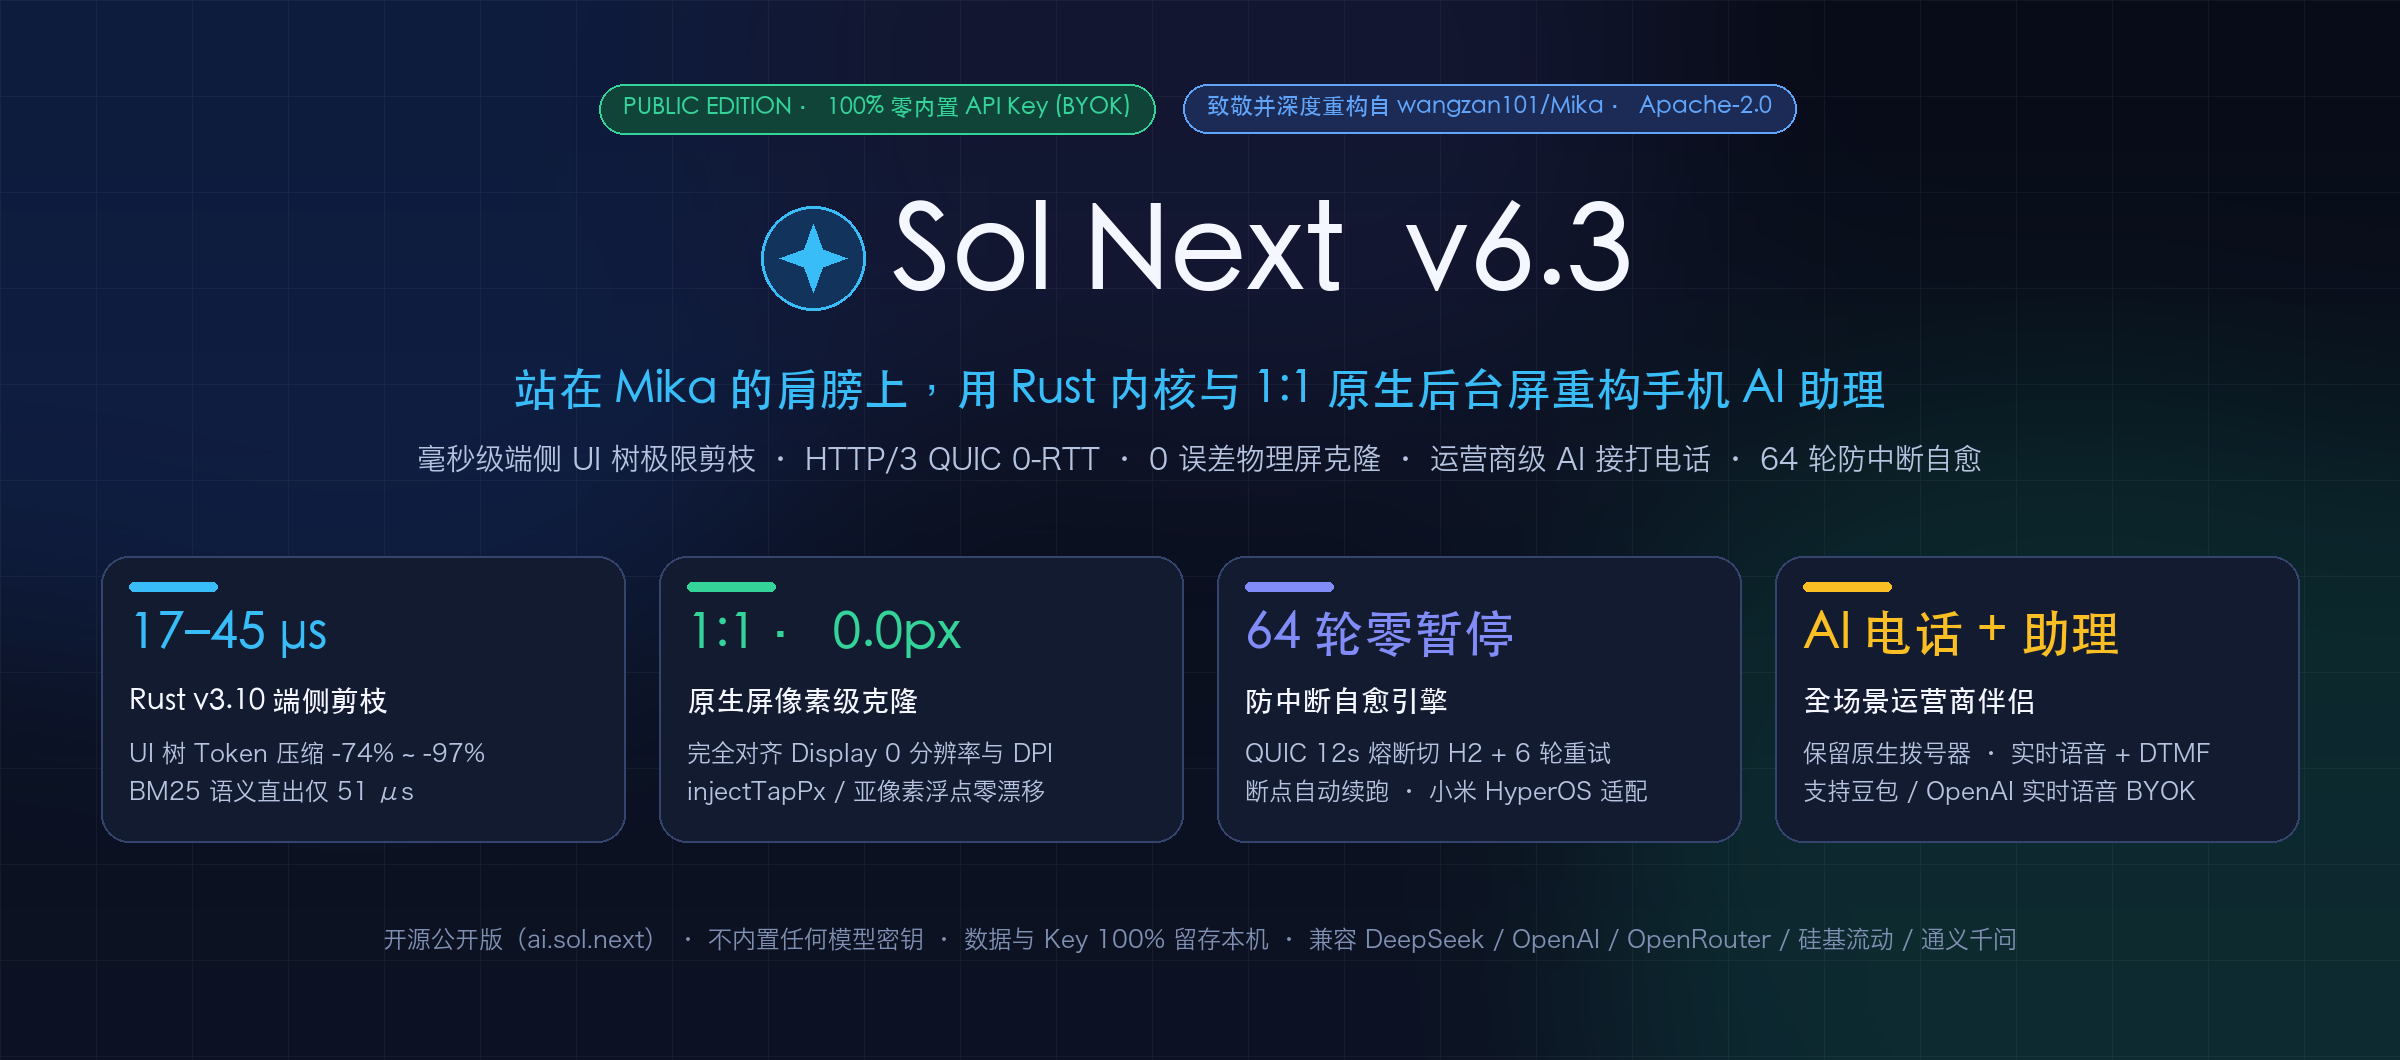 PUBLIC EDITION · 100% 零内置 API Key (BYOK)
致敬并深度重构自 wangzan101/Mika · Apache-2.0
Sol Next v6.3
站在 Mika 的肩膀上，用 Rust 内核与 1:1 原生后台屏重构手机 AI 助理
毫秒级端侧 UI 树极限剪枝 · HTTP/3 QUIC 0-RTT · 0 误差物理屏克隆 · 运营商级 AI 接打电话 · 64 轮防中断自愈
17–45 μs
Rust v3.10 端侧剪枝
UI 树 Token 压缩 -74% ~ -97%
BM25 语义直出仅 51 μs
1:1 · 0.0px
原生屏像素级克隆
完全对齐 Display 0 分辨率与 DPI
injectTapPx / 亚像素浮点零漂移
64 轮零暂停
防中断自愈引擎
QUIC 12s 熔断切 H2 + 6 轮重试
断点自动续跑 · 小米 HyperOS 适配
AI 电话 + 助理
全场景运营商伴侣
保留原生拨号器 · 实时语音 + DTMF
支持豆包 / OpenAI 实时语音 BYOK
开源公开版（ai.sol.next） · 不内置任何模型密钥 · 数据与 Key 100% 留存本机 · 兼容 DeepSeek / OpenAI / OpenRouter / 硅基流动 / 通义千问